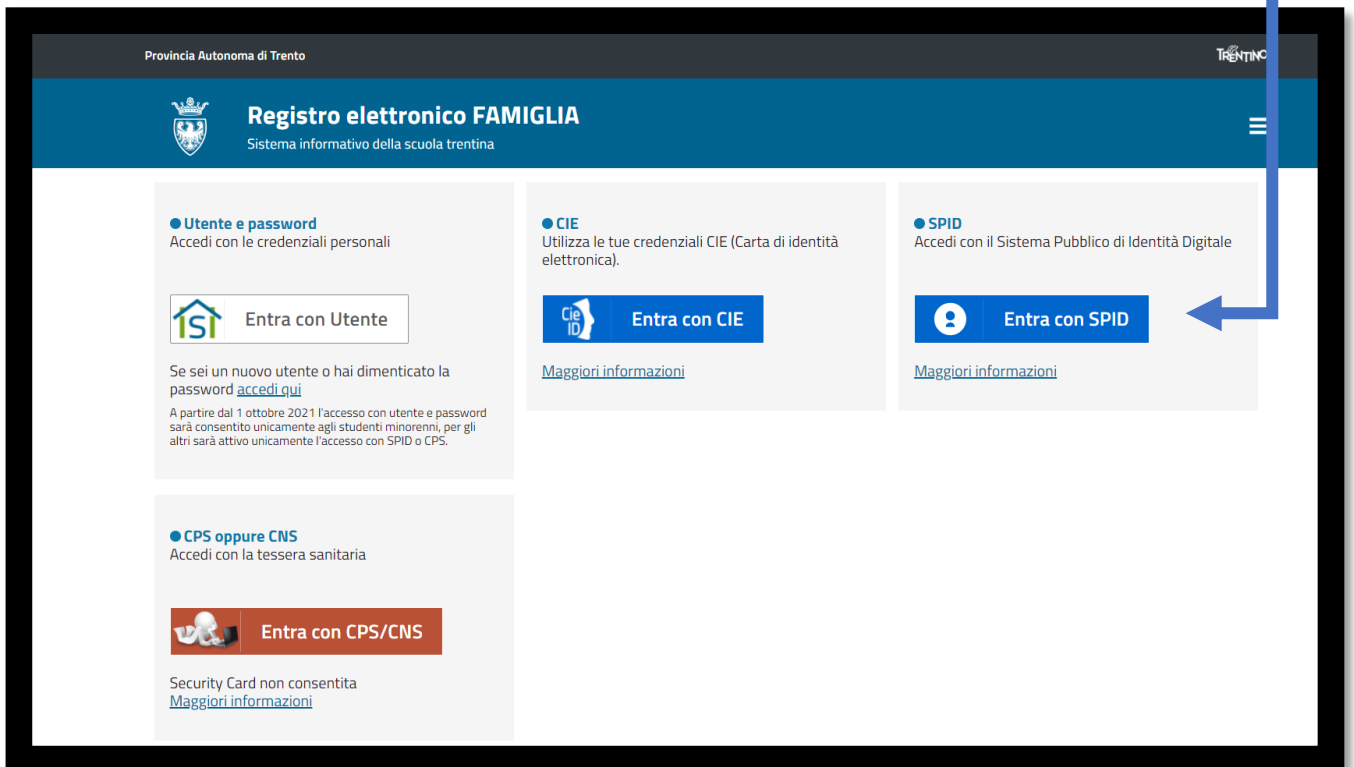 Provincia Autonoma di Trento
TRENTINO
Registro elettronico FAMIGLIA
Sistema informativo della scuola trentina
Utente e password
Accedi con le credenziali personali
iSi
Entra con Utente
Se sei un nuovo utente o hai dimenticato la
password accedi qui
A partire dal 1 ottobre 2021 l'accesso con utente e password
sarà consentito unicamente agli studenti minorenni, per gli
altri sarà attivo unicamente l'accesso con SPID o CPS.
CIE
Utilizza le tue credenziali CIE (Carta di identità
elettronica).
Cie
ID
Entra con CIE
Maggiori informazioni
SPID
Accedi con il Sistema Pubblico di Identità Digitale
Entra con SPID
Maggiori informazioni
CPS oppure CNS
Accedi con la tessera sanitaria
Entra con CPS/CNS
Security Card non consentita
Maggiori informazioni